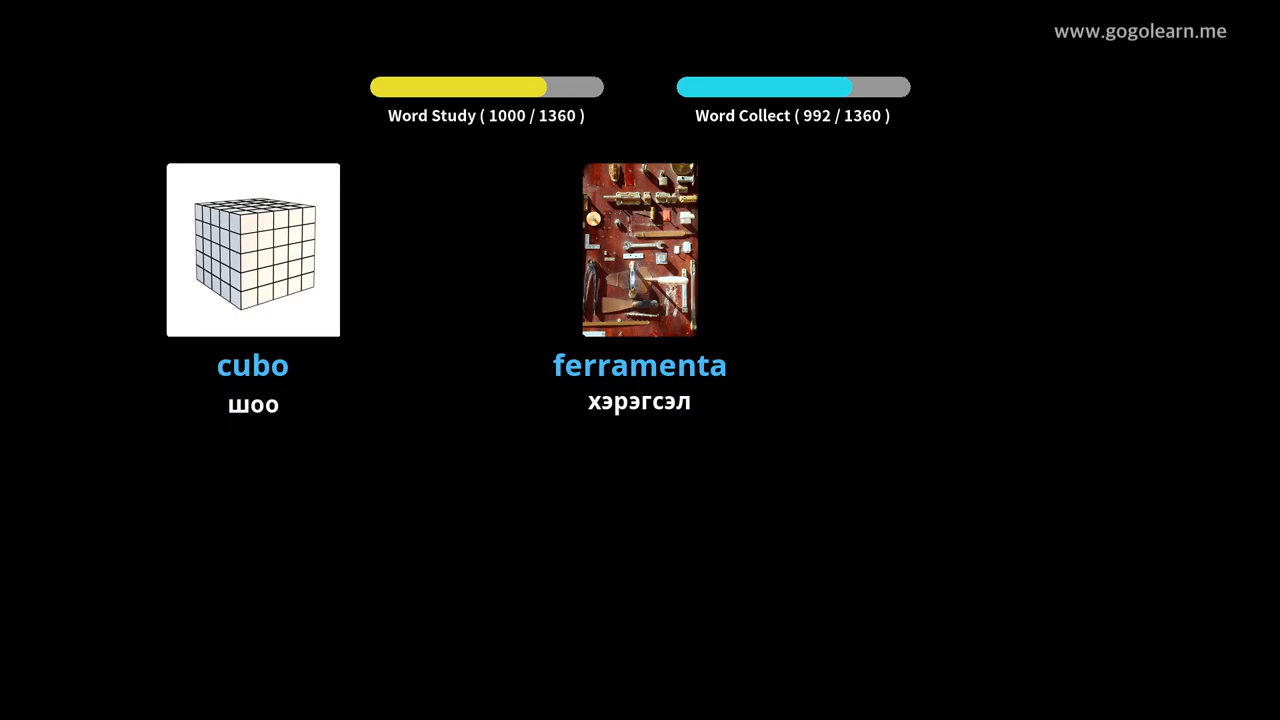 www.gogolearn.me
Word Study ( 1000 / 1360 )
Word Collect ( 992 / 1360 )
cubo
шоо
ferramenta
хэрэгсэл